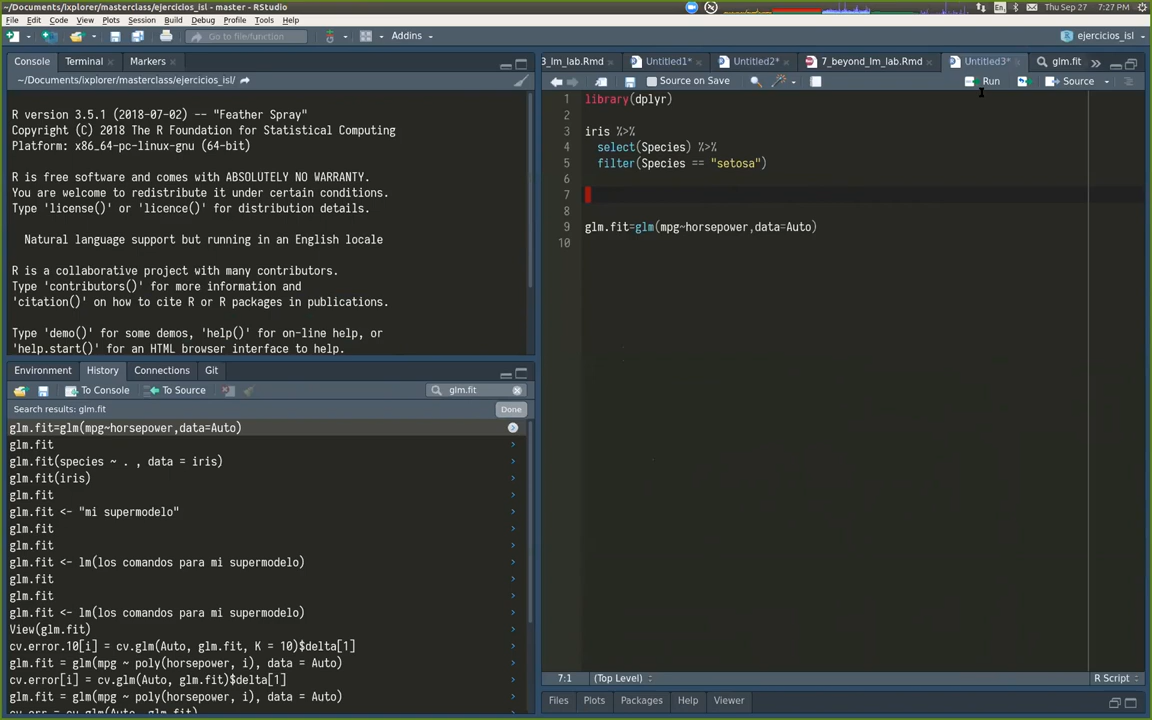 ~/Documents/ixplorer/masterclass/ejercicios_isl - master - RStudio
En
Thu Sep 27 7:27 PM
File Edit Code View Plots Session Build Debug Profile Tools Help
Go to file/function
Addins
ejercicios_isl
Console Terminal Markers
~/Documents/ixplorer/masterclass/ejercicios_isl/
R version 3.5.1 (2018-07-02) -- "Feather Spray"
Copyright (C) 2018 The R Foundation for Statistical Computing
Platform: x86_64-pc-linux-gnu (64-bit)
R is free software and comes with ABSOLUTELY NO WARRANTY.
You are welcome to redistribute it under certain conditions.
Type 'license()' or 'licence()' for distribution details.
Natural language support but running in an English locale
R is a collaborative project with many contributors.
Type 'contributors()' for more information and
'citation()' on how to cite R or R packages in publications.
Type 'demo()' for some demos, 'help()' for on-line help, or
'help.start()' for an HTML browser interface to help.
Environment History Connections Git
To Console To Source glm.fit
Search results: glm.fit Done
glm.fit=glm(mpg~horsepower,data=Auto)
glm.fit
glm.fit(species ~ . , data = iris)
glm.fit(iris)
glm.fit
glm.fit <- "mi supermodelo"
glm.fit
glm.fit
glm.fit <- lm(los comandos para mi supermodelo)
glm.fit
glm.fit
glm.fit <- lm(los comandos para mi supermodelo)
View(glm.fit)
cv.error.10[i] = cv.glm(Auto, glm.fit, K = 10)$delta[1]
glm.fit = glm(mpg ~ poly(horsepower, i), data = Auto)
cv.error[i] = cv.glm(Auto, glm.fit)$delta[1]
glm.fit = glm(mpg ~ poly(horsepower, i), data = Auto)
cv.err = cv.glm(Auto, glm.fit)
3_lm_lab.Rmd Untitled1* Untitled2* 7_beyond_lm_lab.Rmd Untitled3* glm.fit
Source on Save Run Source
1 library(dplyr)
2
3 iris %>%
4 select(Species) %>%
5 filter(Species == "setosa")
6
7
8
9 glm.fit=glm(mpg~horsepower,data=Auto)
10
7:1 (Top Level) R Script
Files Plots Packages Help Viewer